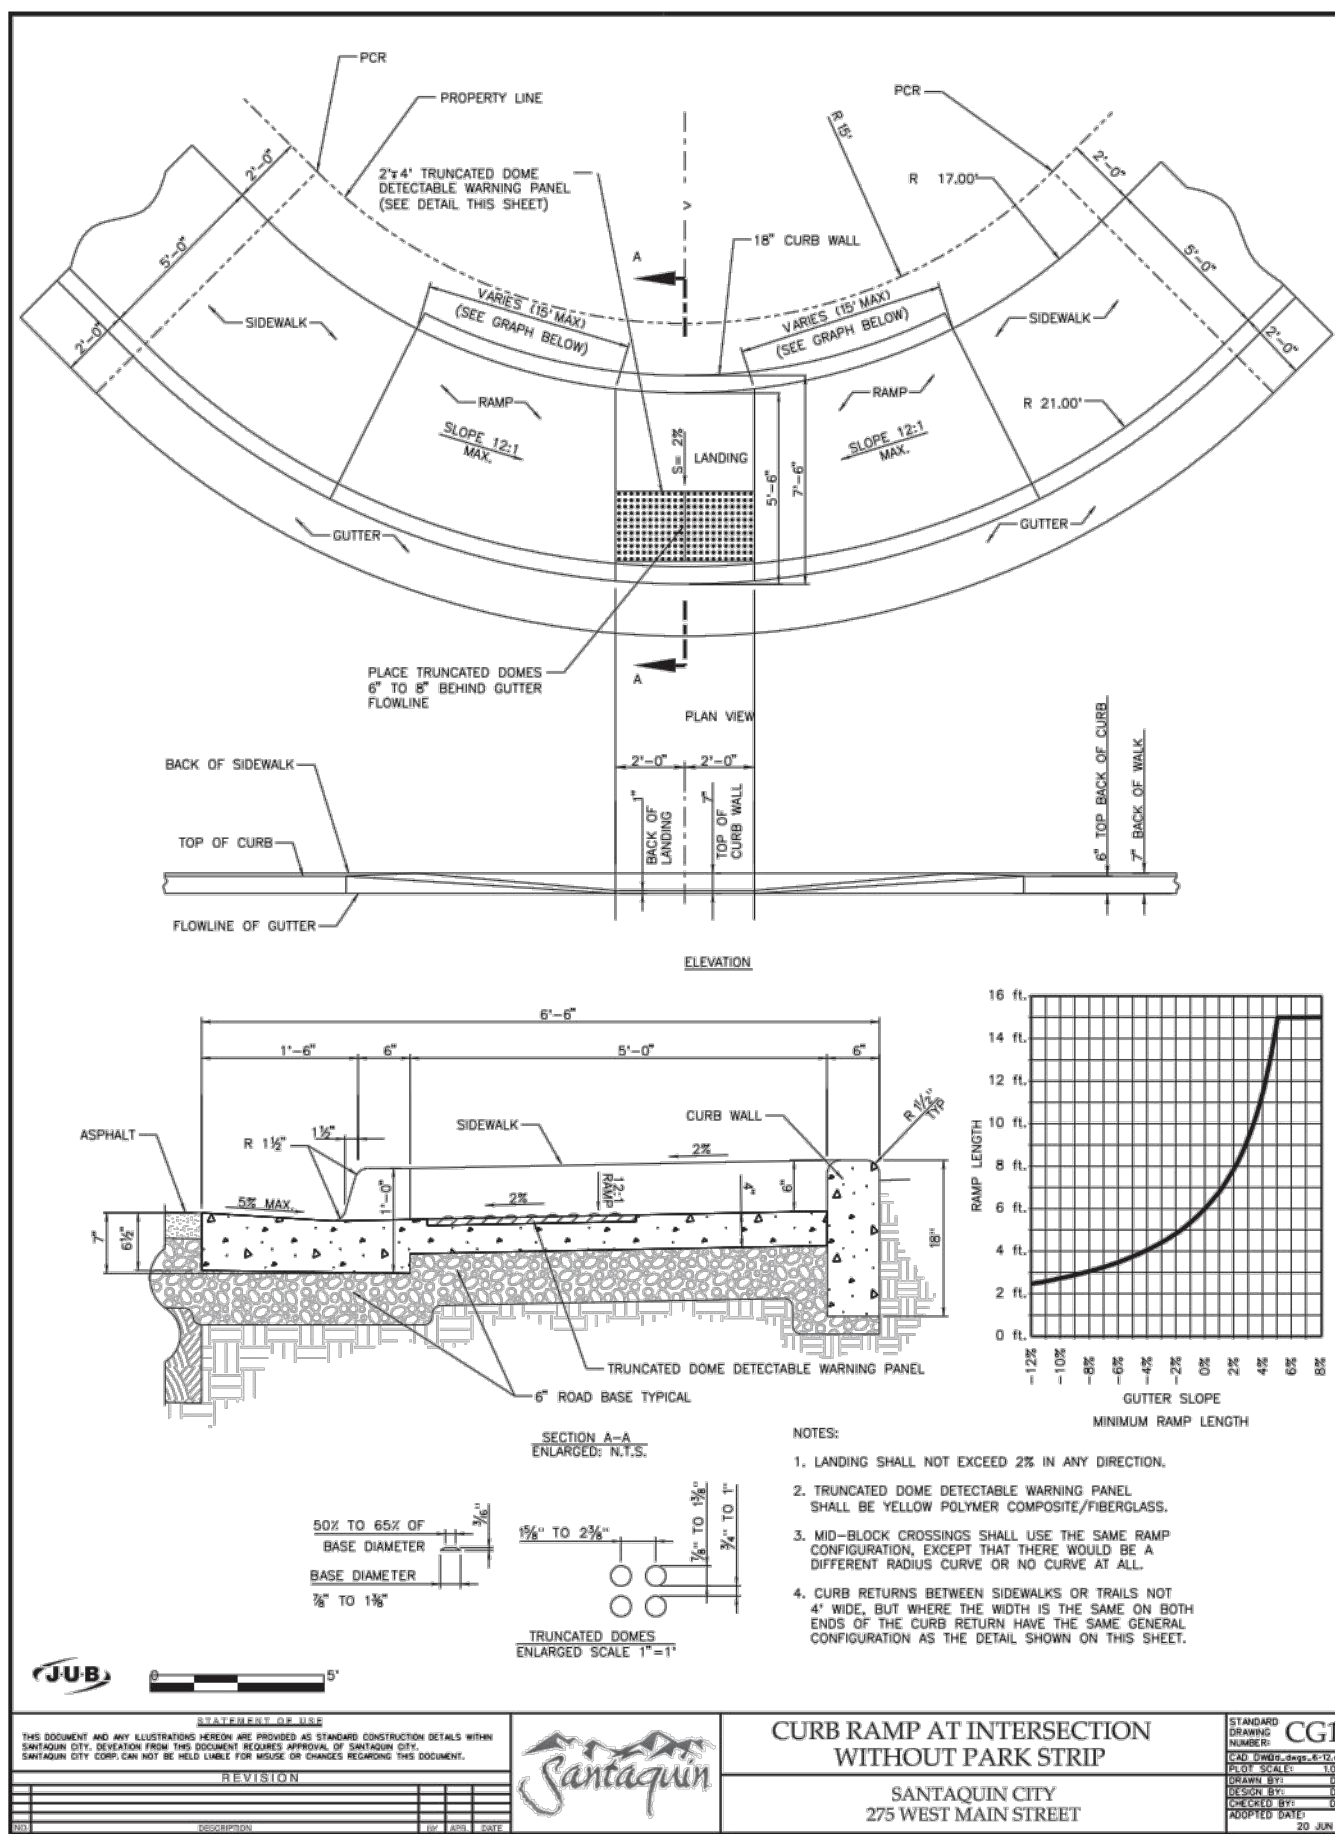 PCR
PROPERTY LINE
2'x4' TRUNCATED DOME
DETECTABLE WARNING PANEL
(SEE DETAIL THIS SHEET)
PCR
R 15'
R 17.00'
2'-0"
5'-0"
2'-0"
2'-0"
5'-0"
2'-0"
18" CURB WALL
A
VARIES (15' MAX)
(SEE GRAPH BELOW)
VARIES (15' MAX)
(SEE GRAPH BELOW)
SIDEWALK
SIDEWALK
RAMP
RAMP
R 21.00'
SLOPE 12:1
MAX.
S= 2%
LANDING
SLOPE 12:1
MAX.
5'-6"
7'-6"
GUTTER
GUTTER
PLACE TRUNCATED DOMES
6" TO 8" BEHIND GUTTER
FLOWLINE
A
PLAN VIEW
2'-0"
2'-0"
BACK OF SIDEWALK
TOP OF CURB
FLOWLINE OF GUTTER
1"
BACK OF
LANDING
7"
TOP OF
CURB WALL
6" TOP BACK OF CURB
7" BACK OF WALK
ELEVATION
6'-6"
1'-6"
6"
5'-0"
6"
ASPHALT
R 1½"
1½"
SIDEWALK
CURB WALL
R 1½"
TYP
2%
5% MAX.
1'-0"
2%
12:1
RAMP
4"
6"
7"
6½
18"
TRUNCATED DOME DETECTABLE WARNING PANEL
6" ROAD BASE TYPICAL
SECTION A-A
ENLARGED: N.T.S.
16 ft.
14 ft.
12 ft.
10 ft.
8 ft.
6 ft.
4 ft.
2 ft.
0 ft.
RAMP LENGTH
-12%
-10%
-8%
-6%
-4%
-2%
0%
2%
4%
6%
8%
GUTTER SLOPE
MINIMUM RAMP LENGTH
NOTES:
1. LANDING SHALL NOT EXCEED 2% IN ANY DIRECTION.
2. TRUNCATED DOME DETECTABLE WARNING PANEL
SHALL BE YELLOW POLYMER COMPOSITE/FIBERGLASS.
3. MID-BLOCK CROSSINGS SHALL USE THE SAME RAMP
CONFIGURATION, EXCEPT THAT THERE WOULD BE A
DIFFERENT RADIUS CURVE OR NO CURVE AT ALL.
4. CURB RETURNS BETWEEN SIDEWALKS OR TRAILS NOT
4' WIDE, BUT WHERE THE WIDTH IS THE SAME ON BOTH
ENDS OF THE CURB RETURN HAVE THE SAME GENERAL
CONFIGURATION AS THE DETAIL SHOWN ON THIS SHEET.
50% TO 65% OF
BASE DIAMETER
3/16"
BASE DIAMETER
⅞" TO 1⅜"
1⅝" TO 2⅜"
⅞" TO 1⅜"
¾" TO 1"
TRUNCATED DOMES
ENLARGED SCALE 1"=1'
J-U-B
0
5'
STATEMENT OF USE
THIS DOCUMENT AND ANY ILLUSTRATIONS HEREON ARE PROVIDED AS STANDARD CONSTRUCTION DETAILS WITHIN
SANTAQUIN CITY. DEVIATION FROM THIS DOCUMENT REQUIRES APPROVAL OF SANTAQUIN CITY.
SANTAQUIN CITY CORP. CAN NOT BE HELD LIABLE FOR MISUSE OR CHANGES REGARDING THIS DOCUMENT.
REVISION
NO.
DESCRIPTION
BY
APR.
DATE
Santaquin
CURB RAMP AT INTERSECTION
WITHOUT PARK STRIP
SANTAQUIN CITY
275 WEST MAIN STREET
STANDARD
DRAWING
NUMBER:
CG1
PLOT SCALE:
DRAWN BY:
DESIGN BY:
CHECKED BY:
ADOPTED DATE:
20 JUN